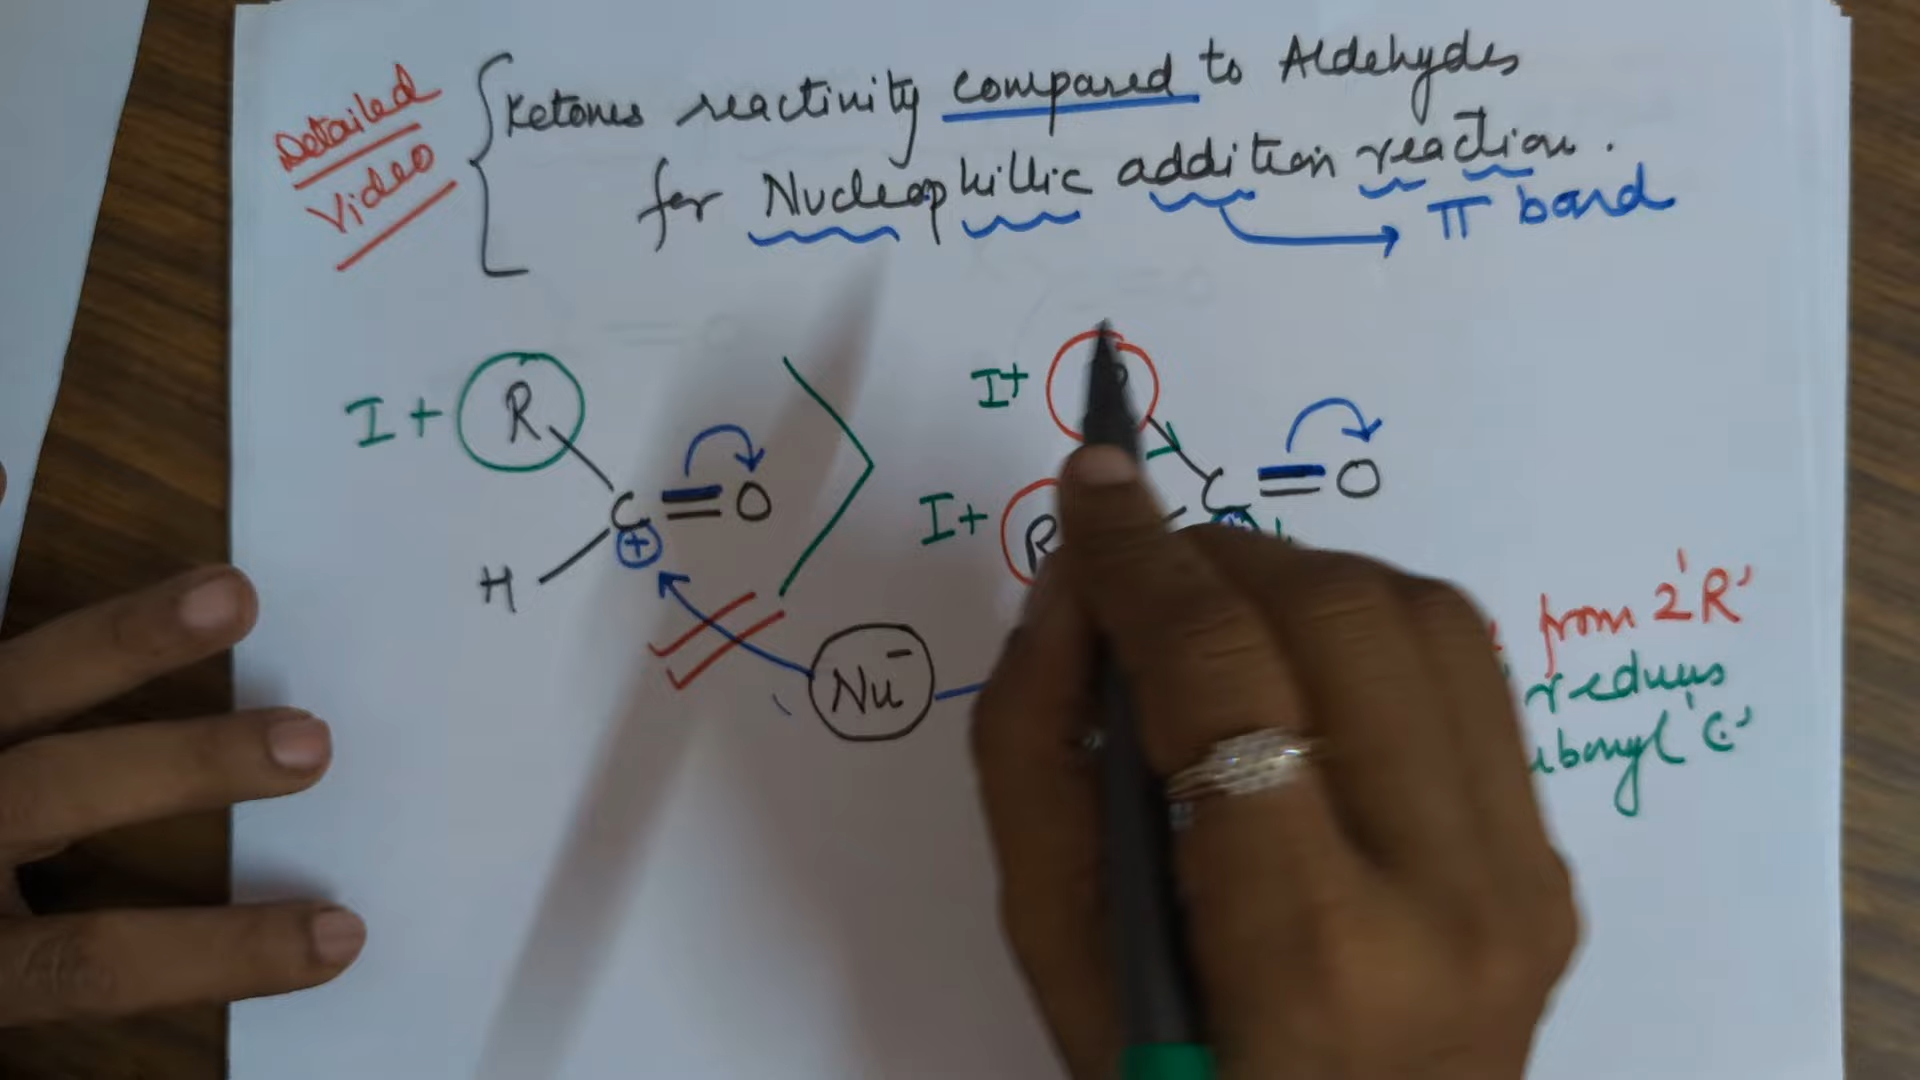 Detailed
Video
Ketones reactivity compared to Aldehydes
for Nucleophillic addition reaction.
π bond
I+ R
C=O
H
+
I+
C=O
I+ R
Nu⁻
from 2'R'
reduces
'C'